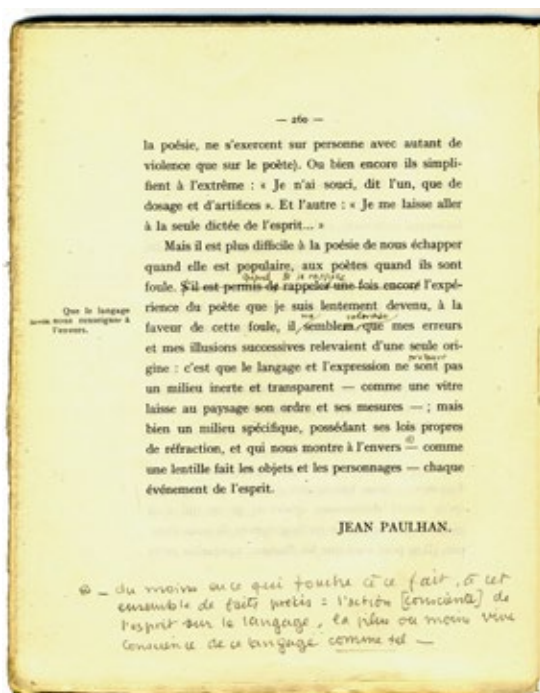 — 260 —
la poésie, ne s'exercent sur personne avec autant de
violence que sur le poète). Ou bien encore ils simpli-
fient à l'extrême : « Je n'ai souci, dit l'un, que de
dosage et d'artifices ». Et l'autre : « Je me laisse aller
à la seule dictée de l'esprit... »
Mais il est plus difficile à la poésie de nous échapper
quand elle est populaire, aux poètes quand ils sont
si je rappelle
foule. S'il est permis de rappeler une fois encore l'expé-
rience du poète que je suis lentement devenu, à la
me
faveur de cette foule, il semblera que mes erreurs
et mes illusions successives relevaient d'une seule ori-
gine : c'est que le langage et l'expression ne sont pas
un milieu inerte et transparent — comme une vitre
laisse au paysage son ordre et ses mesures — ; mais
bien un milieu spécifique, possédant ses lois propres
de réfraction, et qui nous montre à l'envers — comme
une lentille fait les objets et les personnages — chaque
événement de l'esprit.
Que le langage
nous renseigne à
l'envers.
JEAN PAULHAN.
— du moins en ce qui touche à ce fait, à cet
ensemble de faits précis : l'action [consciente] de
l'esprit sur le langage, la plus ou moins vive
conscience de ce langage comme tel —